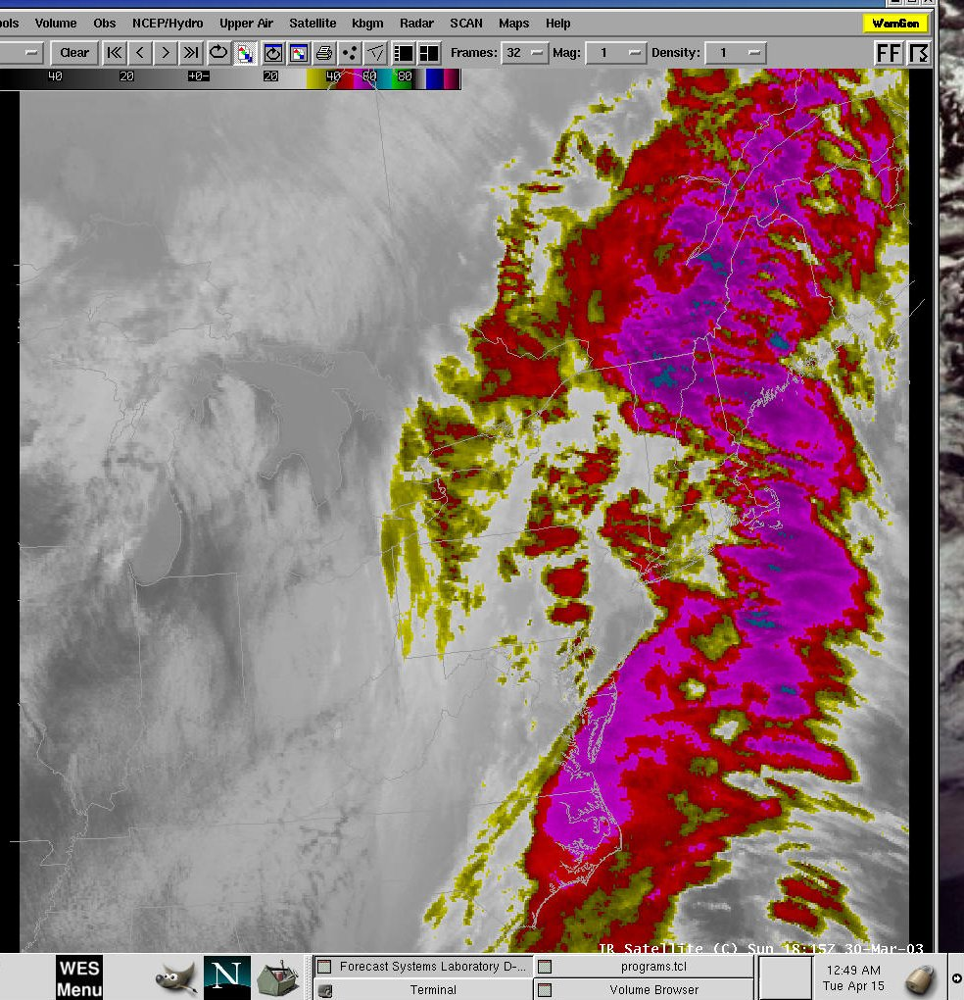 Volume Obs NCEP/Hydro Upper Air Satellite kbgm Radar SCAN Maps Help WarnGen
Clear Frames: 32 Mag: 1 Density: 1 FF
40 20 +0- 20 40 60 80
IR Satellite (C) Sun 18:15Z 30-Mar-03
WES
Menu
N
Forecast Systems Laboratory D-...
programs.tcl
Terminal
Volume Browser
12:49 AM
Tue Apr 15